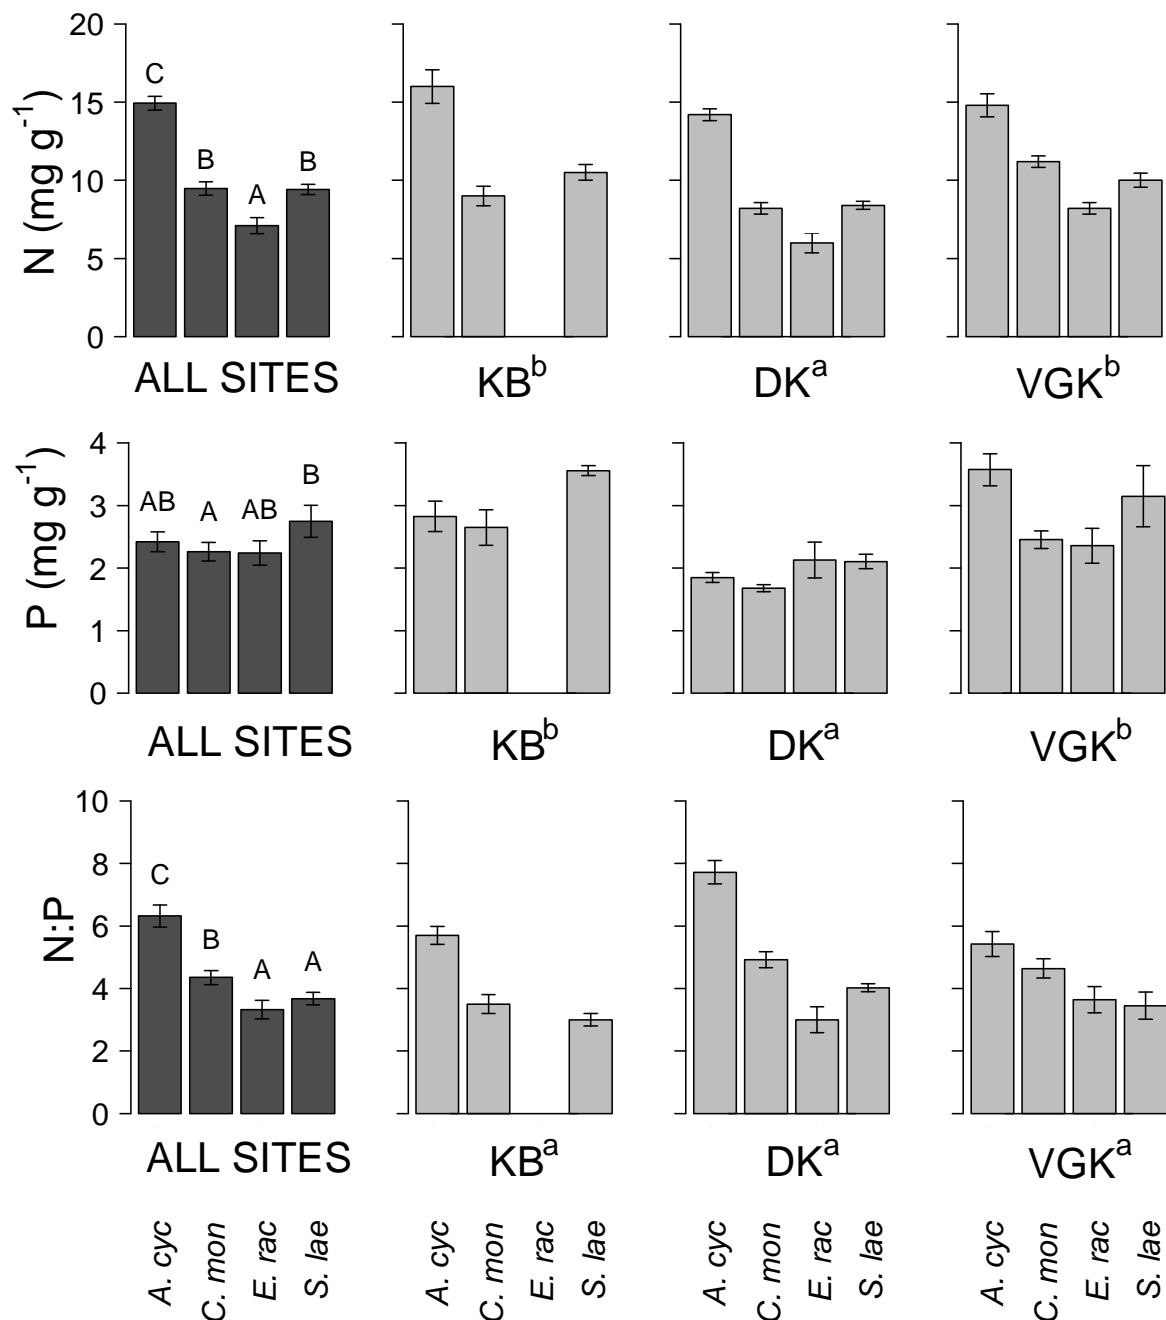 N (mg g⁻¹)
20
15
10
5
0
C
B
A
B
ALL SITES
KBᵇ
DKᵃ
VGKᵇ
P (mg g⁻¹)
4
3
2
1
0
AB
A
AB
B
ALL SITES
KBᵇ
DKᵃ
VGKᵇ
N:P
10
8
6
4
2
0
C
B
A
A
ALL SITES
KBᵃ
DKᵃ
VGKᵃ
A. cyc
C. mon
E. rac
S. lae
A. cyc
C. mon
E. rac
S. lae
A. cyc
C. mon
E. rac
S. lae
A. cyc
C. mon
E. rac
S. lae